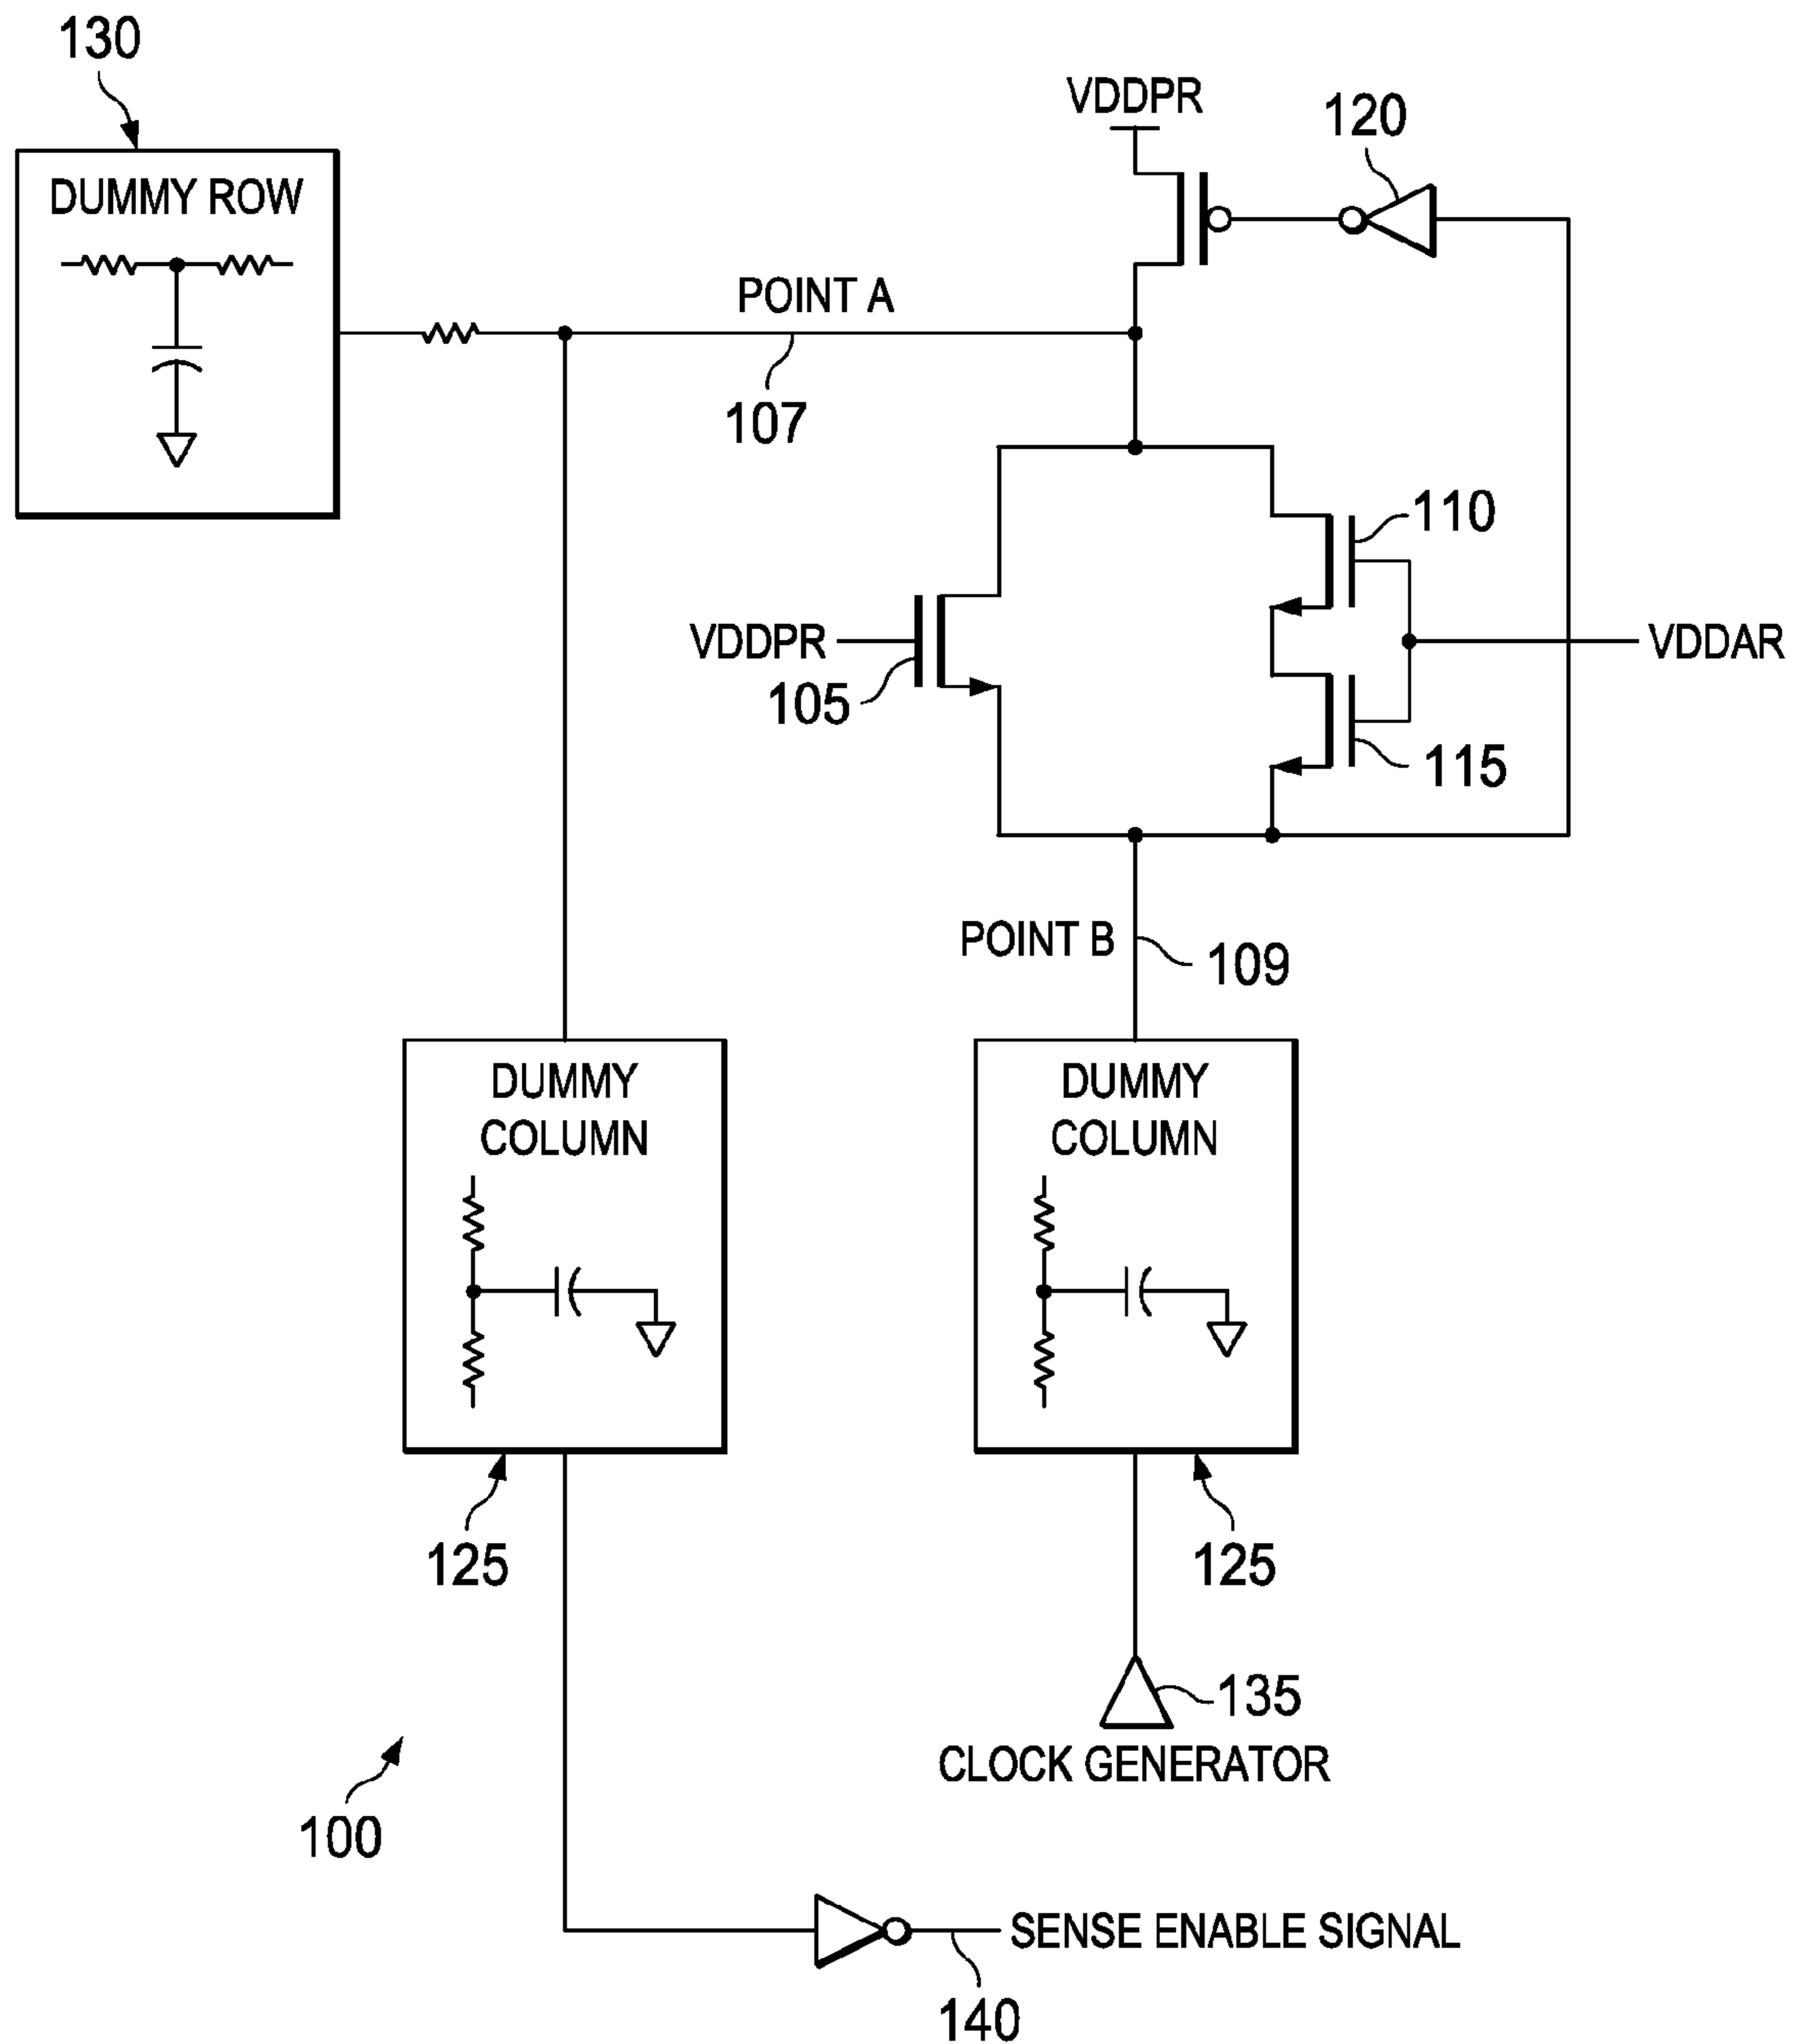 130
VDDPR
120
DUMMY ROW
POINT A
107
110
VDDPR
VDDAR
105
115
POINT B
109
DUMMY
COLUMN
DUMMY
COLUMN
125
125
135
CLOCK GENERATOR
100
SENSE ENABLE SIGNAL
140